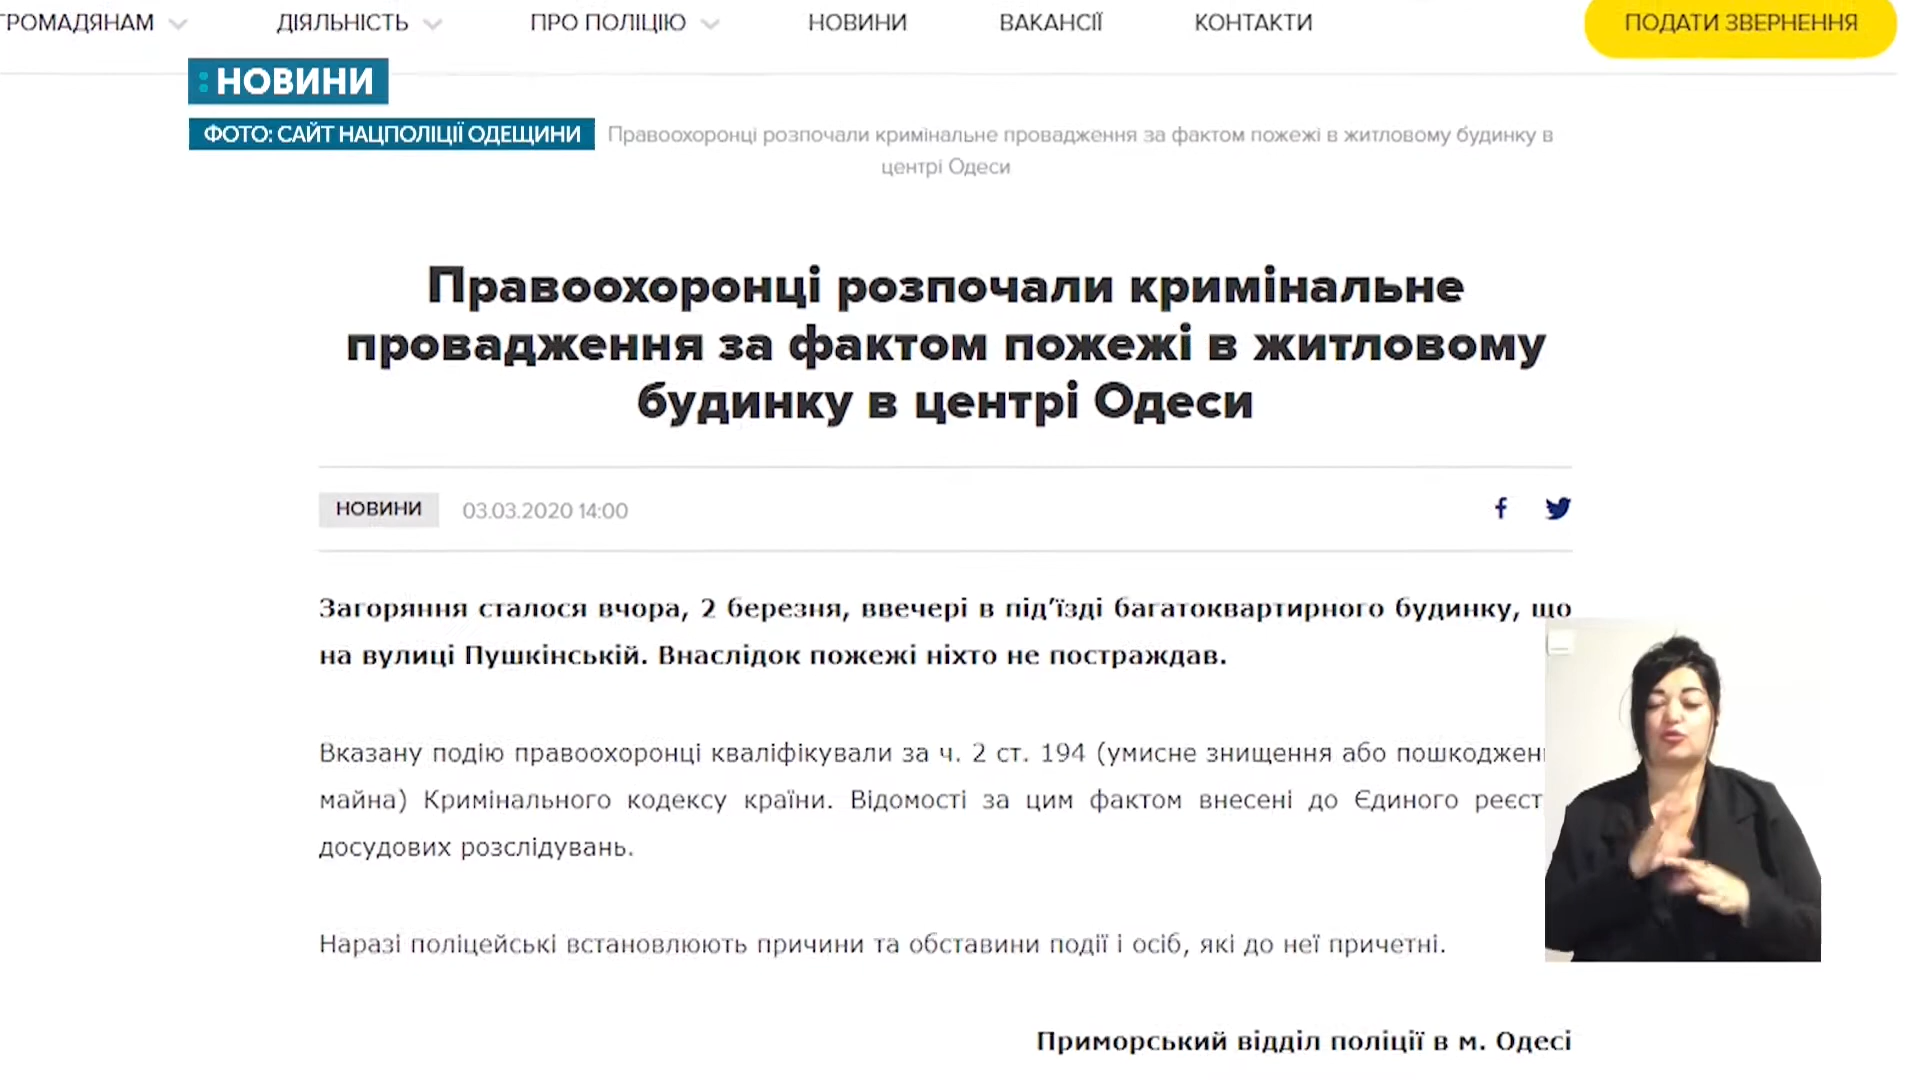 ГРОМАДЯНАМ ДІЯЛЬНІСТЬ ПРО ПОЛІЦІЮ НОВИНИ ВАКАНСІЇ КОНТАКТИ ПОДАТИ ЗВЕРНЕННЯ
НОВИНИ
ФОТО: САЙТ НАЦПОЛІЦІЇ ОДЕЩИНИ
Правоохоронці розпочали кримінальне провадження за фактом пожежі в житловому будинку в
центрі Одеси
Правоохоронці розпочали кримінальне
провадження за фактом пожежі в житловому
будинку в центрі Одеси
НОВИНИ 03.03.2020 14:00
Загоряння сталося вчора, 2 березня, ввечері в під’їзді багатоквартирного будинку, що
на вулиці Пушкінській. Внаслідок пожежі ніхто не постраждав.
Вказану подію правоохоронці кваліфікували за ч. 2 ст. 194 (умисне знищення або пошкоджен
майна) Кримінального кодексу країни. Відомості за цим фактом внесені до Єдиного реєст
досудових розслідувань.
Наразі поліцейські встановлюють причини та обставини події і осіб, які до неї причетні.
Приморський відділ поліції в м. Одесі